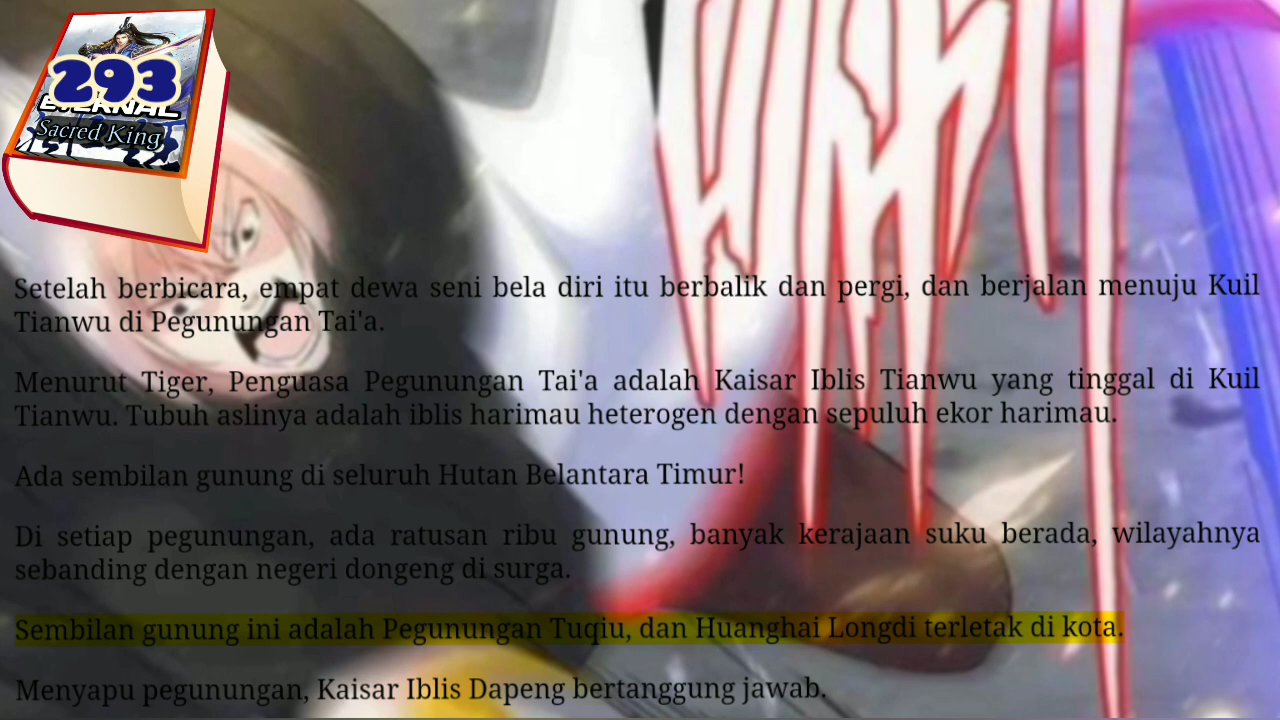 293
ETERNAL
Sacred King
Setelah berbicara, empat dewa seni bela diri itu berbalik dan pergi, dan berjalan menuju Kuil
Tianwu di Pegunungan Tai'a.
Menurut Tiger, Penguasa Pegunungan Tai'a adalah Kaisar Iblis Tianwu yang tinggal di Kuil
Tianwu. Tubuh aslinya adalah iblis harimau heterogen dengan sepuluh ekor harimau.
Ada sembilan gunung di seluruh Hutan Belantara Timur!
Di setiap pegunungan, ada ratusan ribu gunung, banyak kerajaan suku berada, wilayahnya
sebanding dengan negeri dongeng di surga.
Sembilan gunung ini adalah Pegunungan Tuqiu, dan Huanghai Longdi terletak di kota.
Menyapu pegunungan, Kaisar Iblis Dapeng bertanggung jawab.